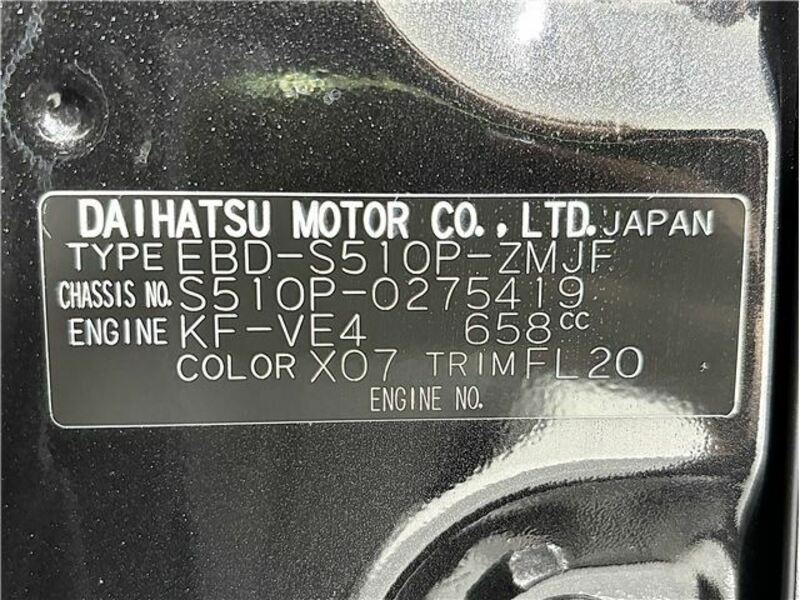 DAIHATSU MOTOR CO., LTD. JAPAN
TYPE EBD-S510P-ZMJF
CHASSIS NO. S510P-0275419
ENGINE KF-VE4 658cc
COLOR X07 TRIM FL20
ENGINE NO.